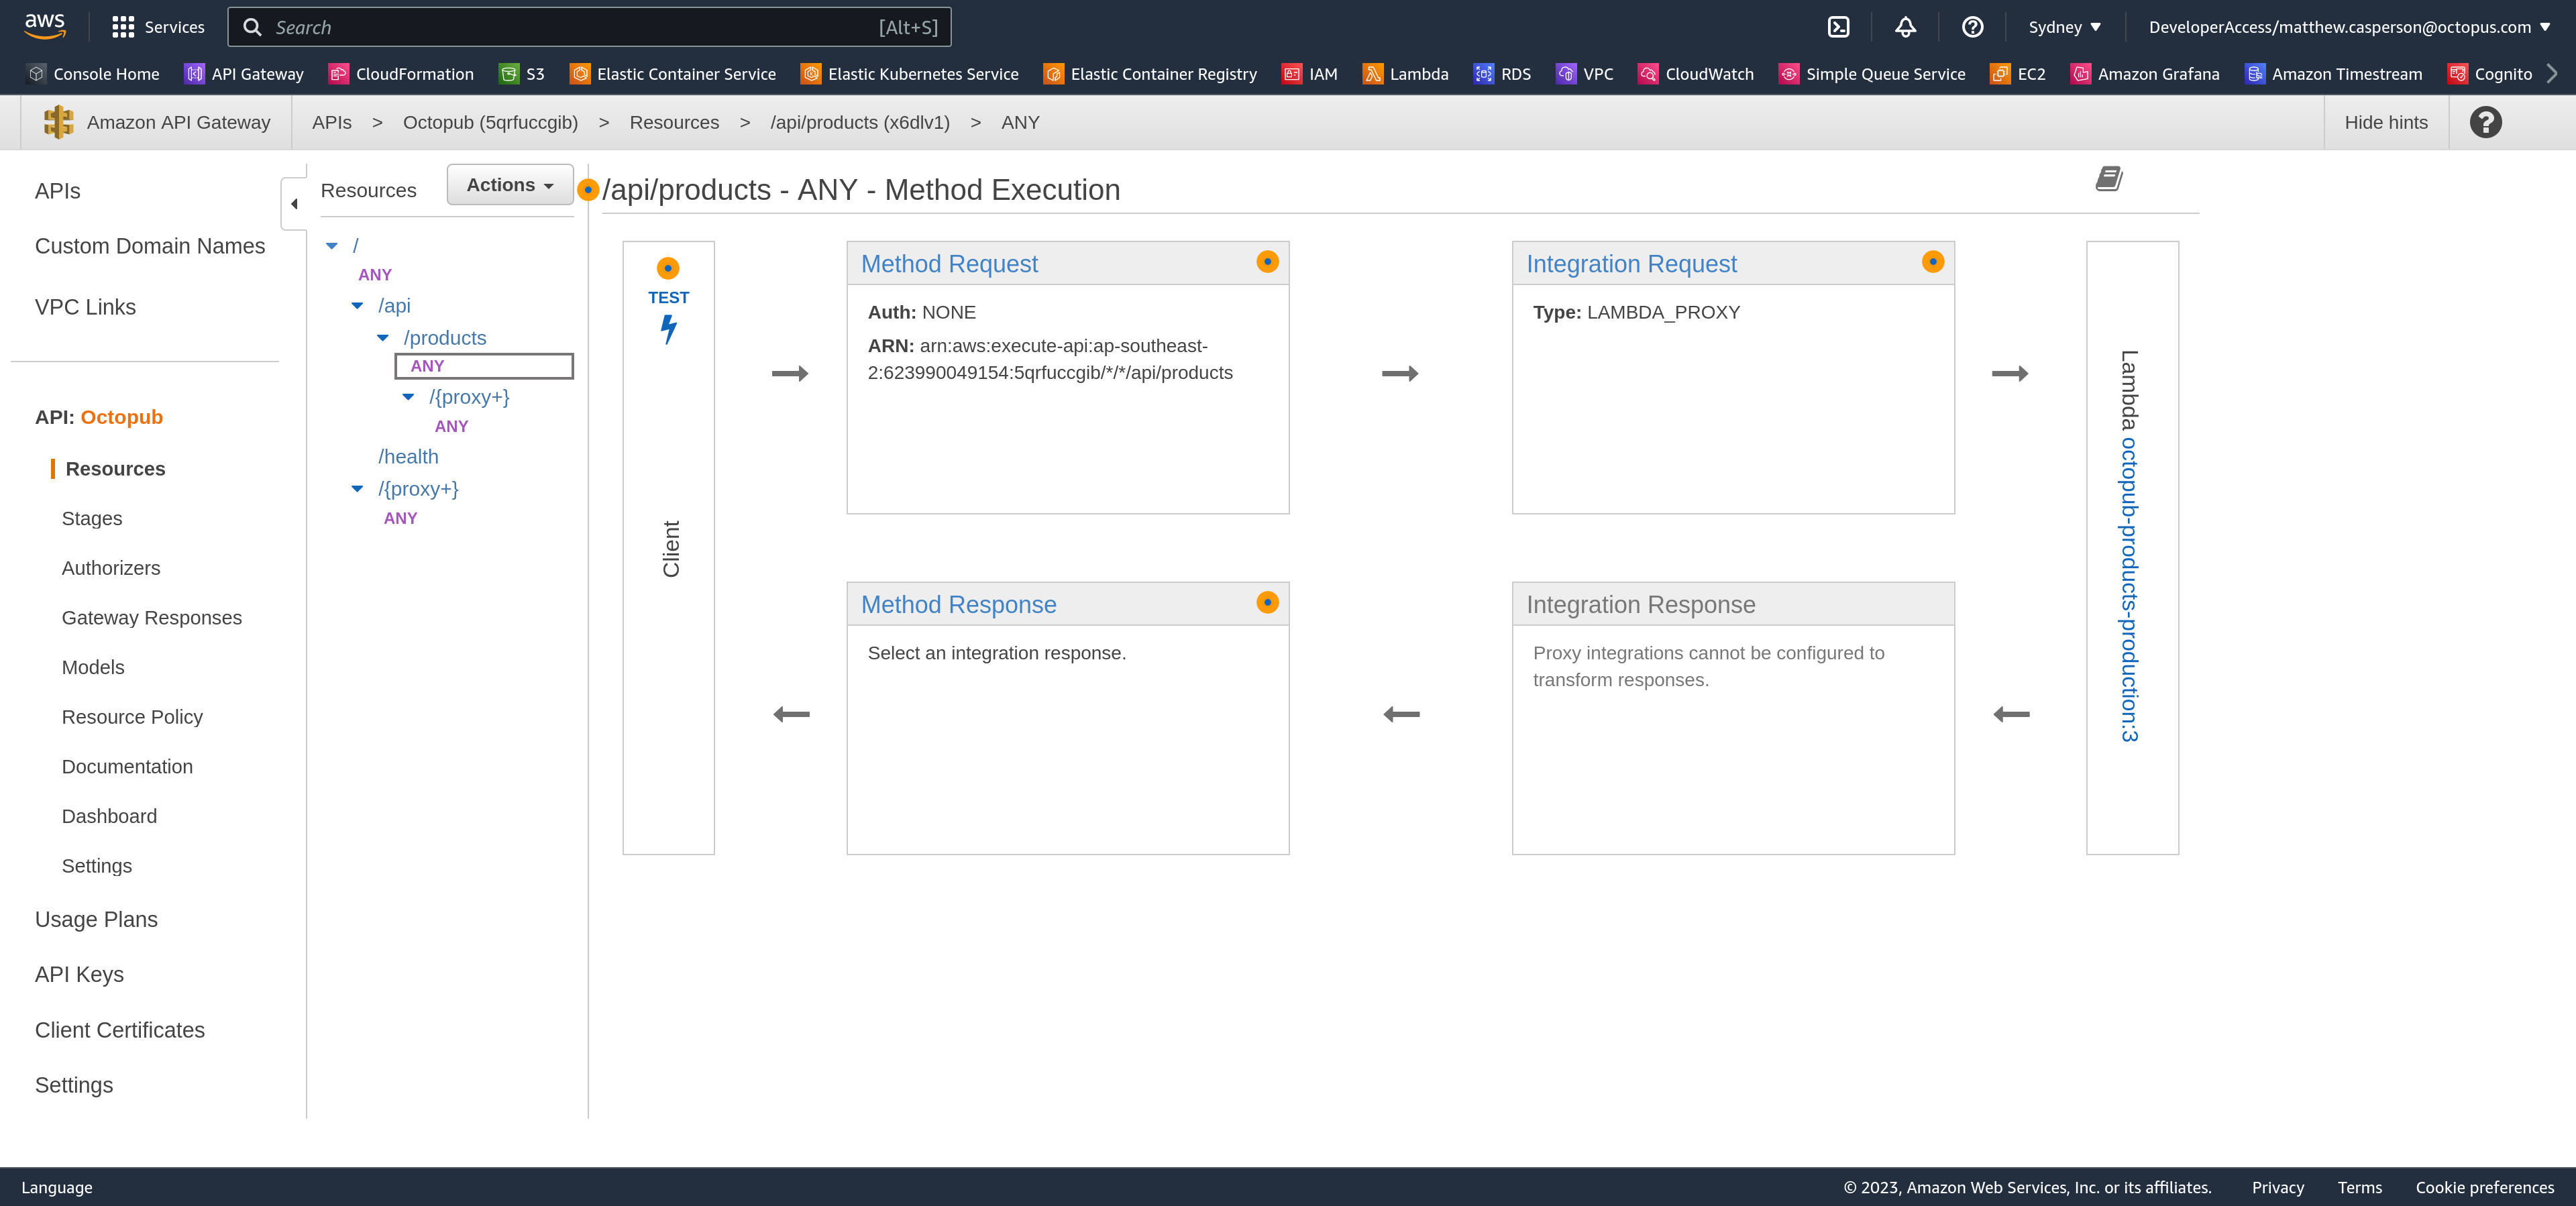 aws
Services
Search
[Alt+S]
Sydney
DeveloperAccess/matthew.casperson@octopus.com
Console Home
API Gateway
CloudFormation
S3
Elastic Container Service
Elastic Kubernetes Service
Elastic Container Registry
IAM
Lambda
RDS
VPC
CloudWatch
Simple Queue Service
EC2
Amazon Grafana
Amazon Timestream
Cognito
Amazon API Gateway
APIs > Octopub (5qrfuccgib) > Resources > /api/products (x6dlv1) > ANY
Hide hints
?
APIs
Custom Domain Names
VPC Links
API: Octopub
Resources
Stages
Authorizers
Gateway Responses
Models
Resource Policy
Documentation
Dashboard
Settings
Usage Plans
API Keys
Client Certificates
Settings
Resources
Actions
/
ANY
/api
/products
ANY
/{proxy+}
ANY
/health
/{proxy+}
ANY
/api/products - ANY - Method Execution
TEST
Client
Method Request
Auth: NONE
ARN: arn:aws:execute-api:ap-southeast-
2:623990049154:5qrfuccgib/*/*/api/products
Integration Request
Type: LAMBDA_PROXY
Lambda octopub-products-production:3
Method Response
Select an integration response.
Integration Response
Proxy integrations cannot be configured to
transform responses.
Language
© 2023, Amazon Web Services, Inc. or its affiliates.
Privacy
Terms
Cookie preferences